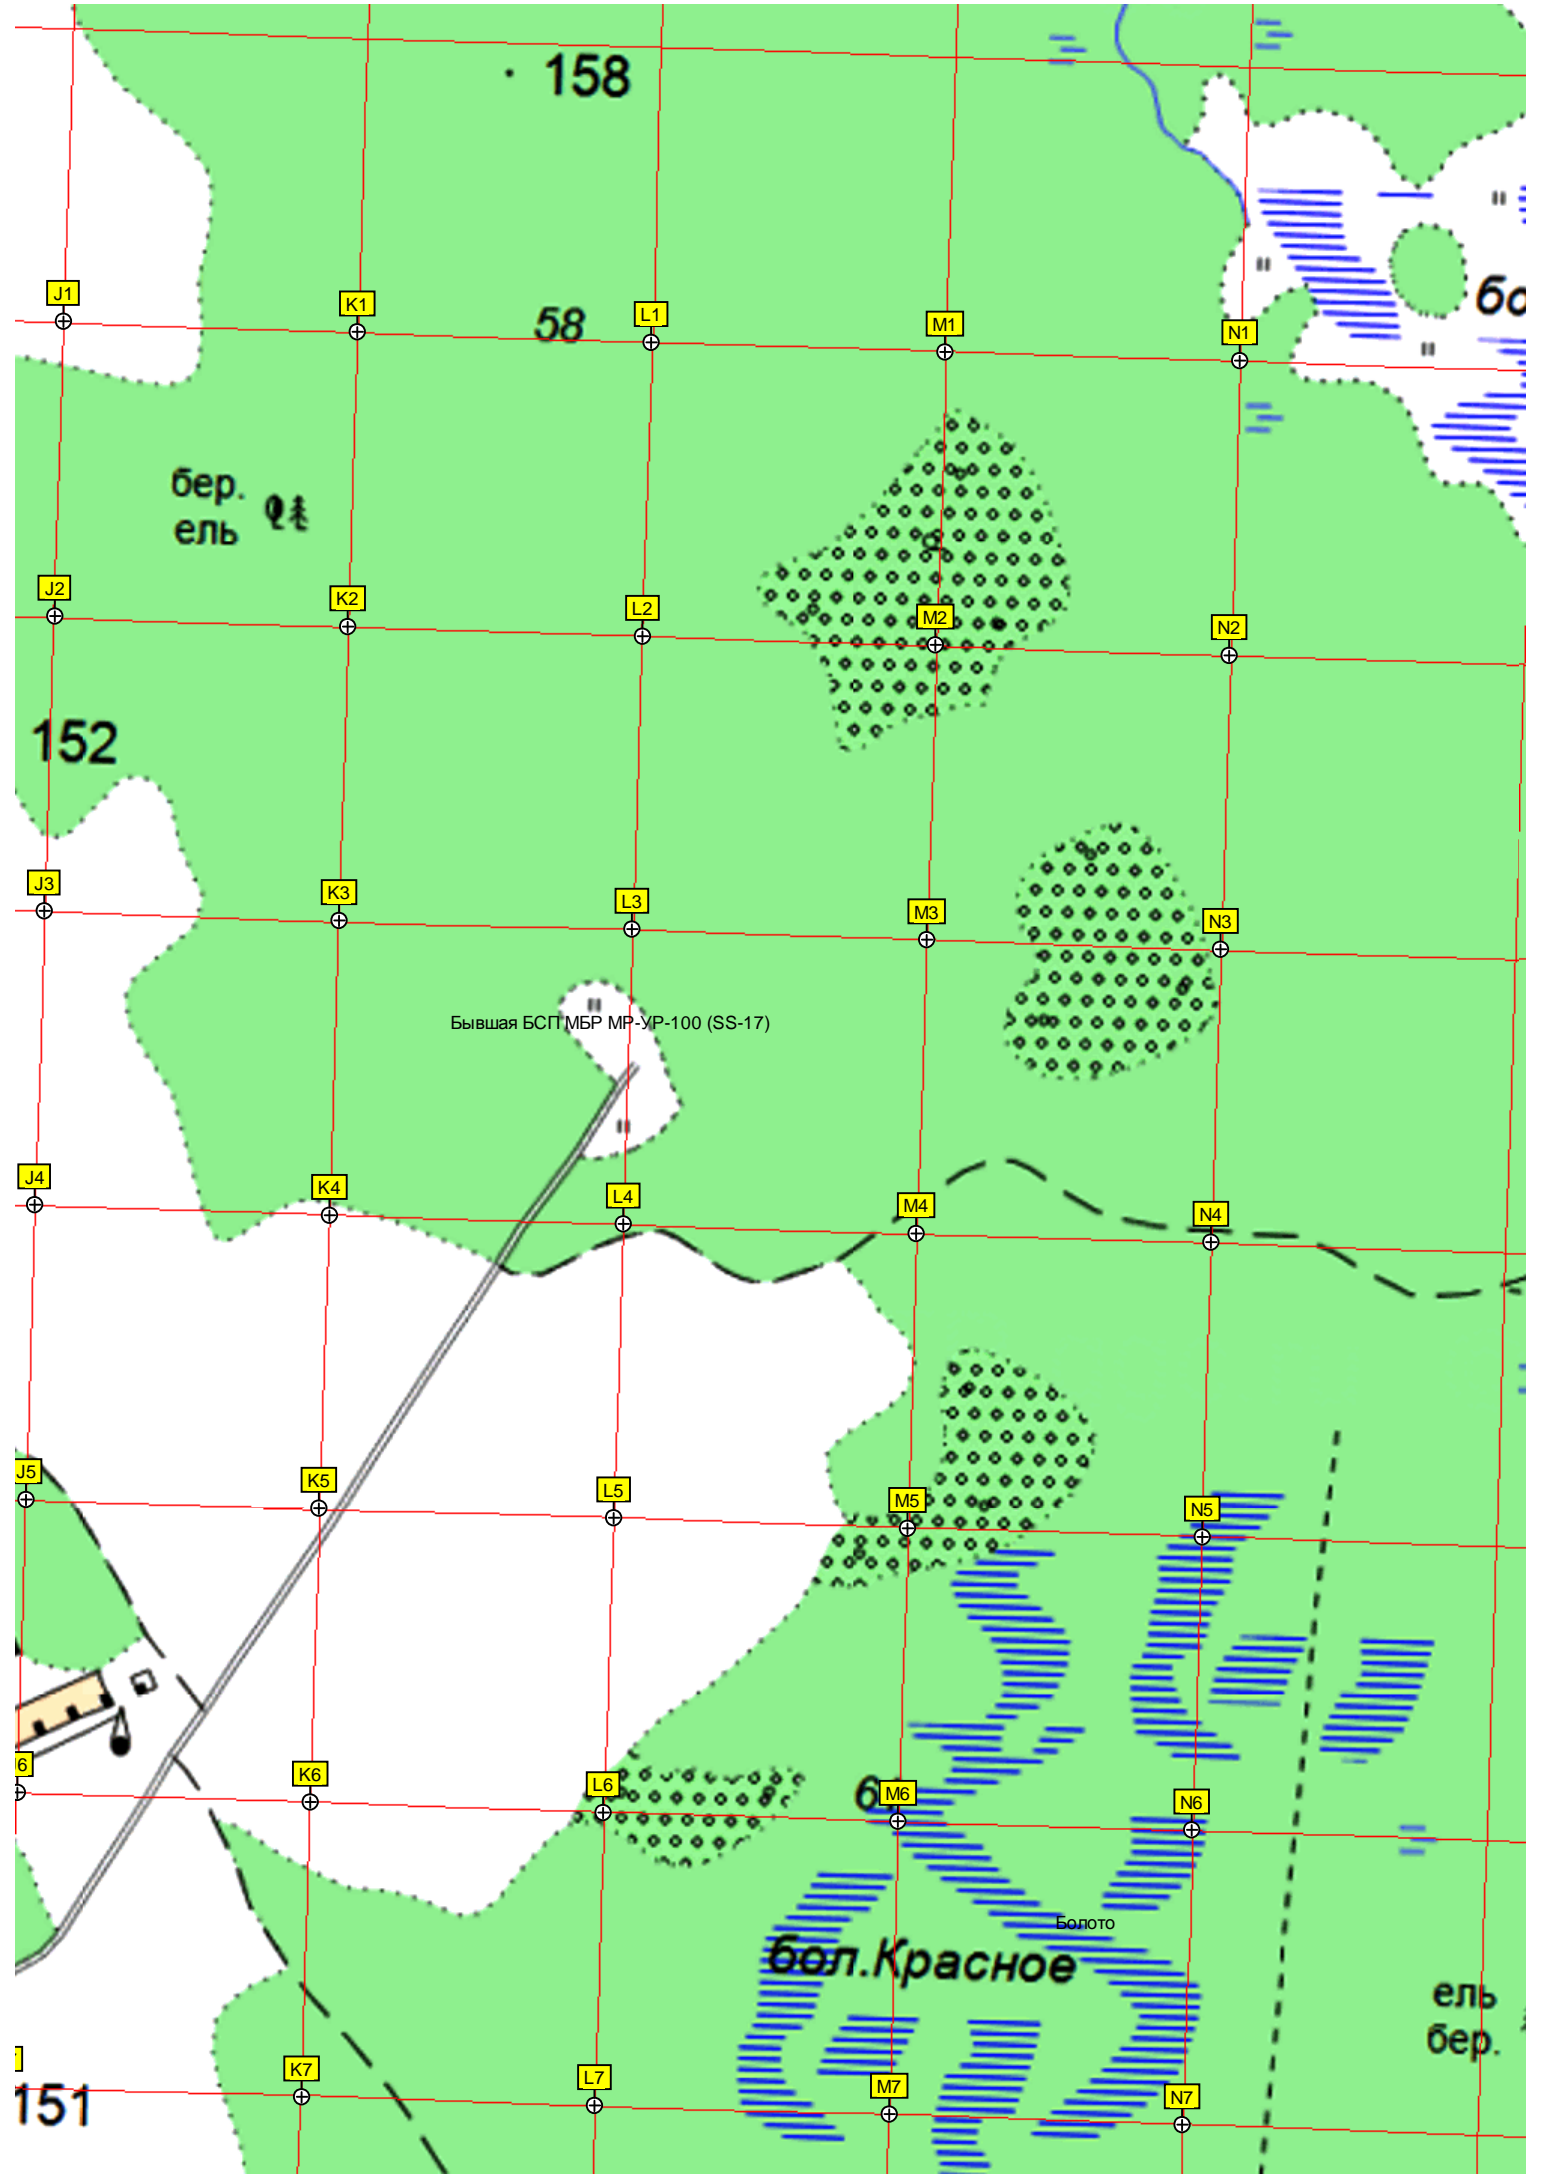 158
J1
K1
58
L1
M1
N1
бер.
ель
J2
K2
L2
M2
N2
152
J3
K3
L3
M3
N3
Бывшая БСП МБР МР-УР-100 (SS-17)
J4
K4
L4
M4
N4
J5
K5
L5
M5
N5
K6
L6
M6
N6
Болото
бол.Красное
ель
бер.
K7
L7
M7
N7
151